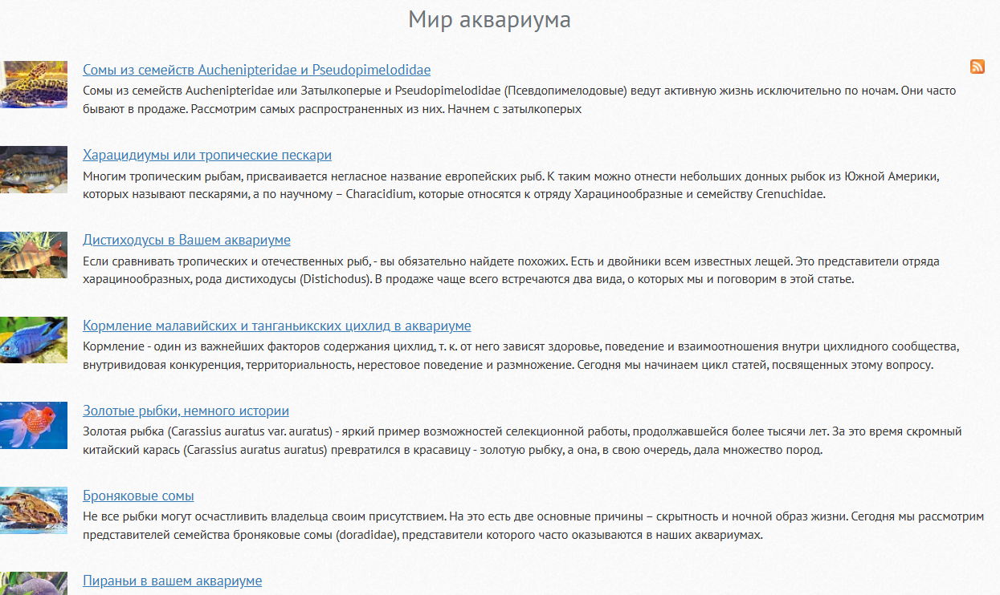 Мир аквариума
Сомы из семейств Auchenipteridae и Pseudopimelodidae
Сомы из семейств Auchenipteridae или Затылкоперые и Pseudopimelodidae (Псевдопимелодовые) ведут активную жизнь исключительно по ночам. Они часто
бывают в продаже. Рассмотрим самых распространенных из них. Начнем с затылкоперых
Харацидиумы или тропические пескари
Многим тропическим рыбам, присваивается негласное название европейских рыб. К таким можно отнести небольших донных рыбок из Южной Америки,
которых называют пескарями, а по научному – Characidium, которые относятся к отряду Харацинообразные и семейству Crenuchidae.
Дистиходусы в Вашем аквариуме
Если сравнивать тропических и отечественных рыб, - вы обязательно найдете похожих. Есть и двойники всем известных лещей. Это представители отряда
харацинообразных, рода дистиходусы (Distichodus). В продаже чаще всего встречаются два вида, о которых мы и поговорим в этой статье.
Кормление малавийских и танганьикских цихлид в аквариуме
Кормление - один из важнейших факторов содержания цихлид, т. к. от него зависят здоровье, поведение и взаимоотношения внутри цихлидного сообщества,
внутривидовая конкуренция, территориальность, нерестовое поведение и размножение. Сегодня мы начинаем цикл статей, посвященных этому вопросу.
Золотые рыбки, немного истории
Золотая рыбка (Carassius auratus var. auratus) - яркий пример возможностей селекционной работы, продолжавшейся более тысячи лет. За это время скромный
китайский карась (Carassius auratus auratus) превратился в красавицу - золотую рыбку, а она, в свою очередь, дала множество пород.
Броняковые сомы
Не все рыбки могут осчастливить владельца своим присутствием. На это есть две основные причины – скрытность и ночной образ жизни. Сегодня мы рассмотрим
представителей семейства броняковые сомы (doradidae), представители которого часто оказываются в наших аквариумах.
Пираньи в вашем аквариуме